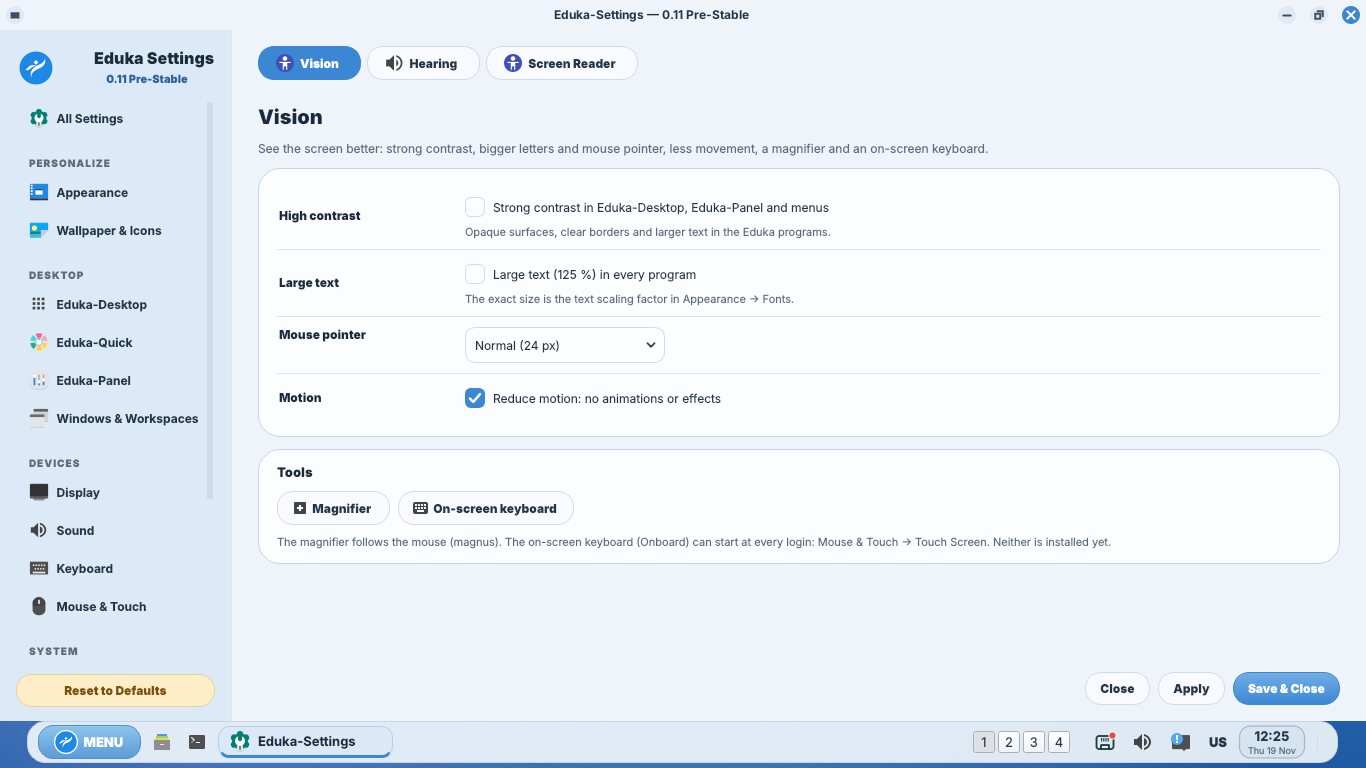 Eduka-Settings — 0.11 Pre-Stable
Eduka Settings
0.11 Pre-Stable
All Settings
PERSONALIZE
Appearance
Wallpaper & Icons
DESKTOP
Eduka-Desktop
Eduka-Quick
Eduka-Panel
Windows & Workspaces
DEVICES
Display
Sound
Keyboard
Mouse & Touch
SYSTEM
Reset to Defaults
Vision
Hearing
Screen Reader
Vision
See the screen better: strong contrast, bigger letters and mouse pointer, less movement, a magnifier and an on-screen keyboard.
High contrast
Strong contrast in Eduka-Desktop, Eduka-Panel and menus
Opaque surfaces, clear borders and larger text in the Eduka programs.
Large text
Large text (125 %) in every program
The exact size is the text scaling factor in Appearance → Fonts.
Mouse pointer
Normal (24 px)
Motion
Reduce motion: no animations or effects
Tools
Magnifier
On-screen keyboard
The magnifier follows the mouse (magnus). The on-screen keyboard (Onboard) can start at every login: Mouse & Touch → Touch Screen. Neither is installed yet.
Close
Apply
Save & Close
MENU
Eduka-Settings
1 2 3 4
US
12:25
Thu 19 Nov